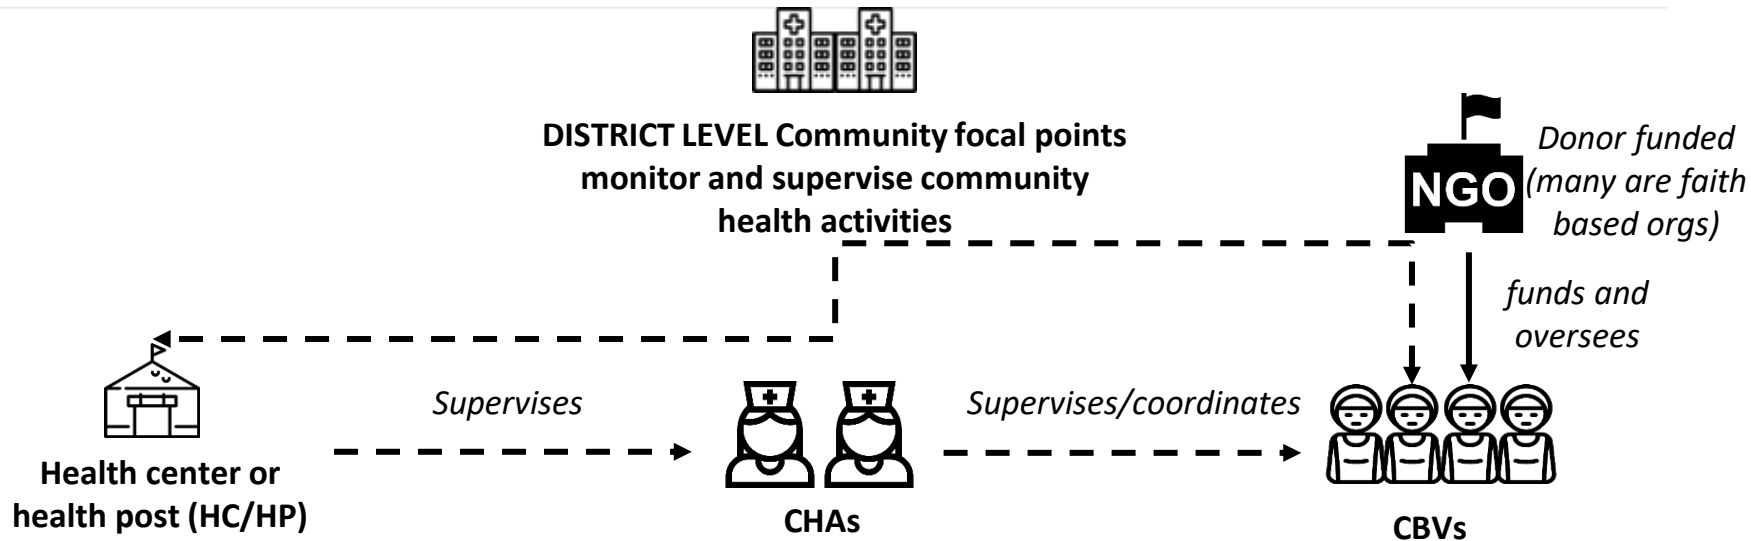 DISTRICT LEVEL Community focal points
monitor and supervise community
health activities
NGO
Donor funded
(many are faith
based orgs)
funds and
oversees
Supervises
Supervises/coordinates
Health center or
health post (HC/HP)
CHAs
CBVs